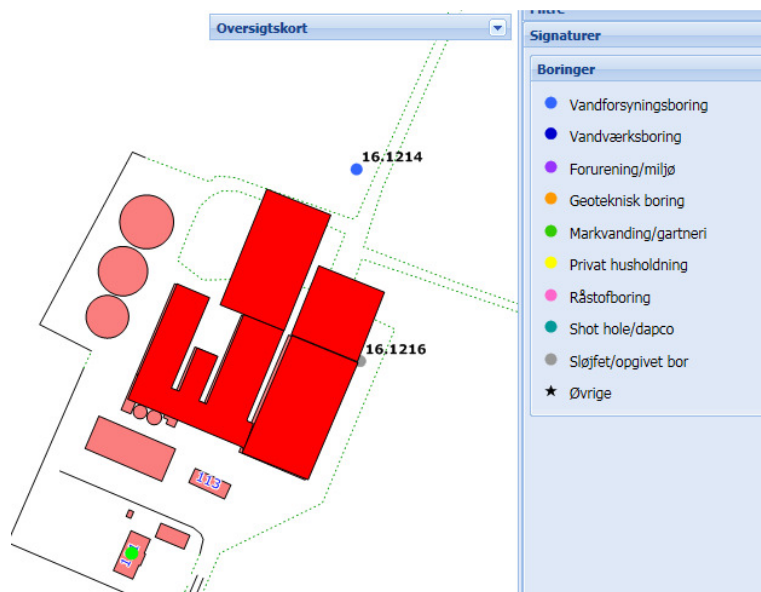 Oversigtskort
Signaturer
Boringer
Vandforsyningsboring
Vandværksboring
Forurening/miljø
Geoteknisk boring
Markvanding/gartneri
Privat husholdning
Råstofboring
Shot hole/dapco
Sløjfet/opgivet bor
Øvrige
16.1214
16.1216
113